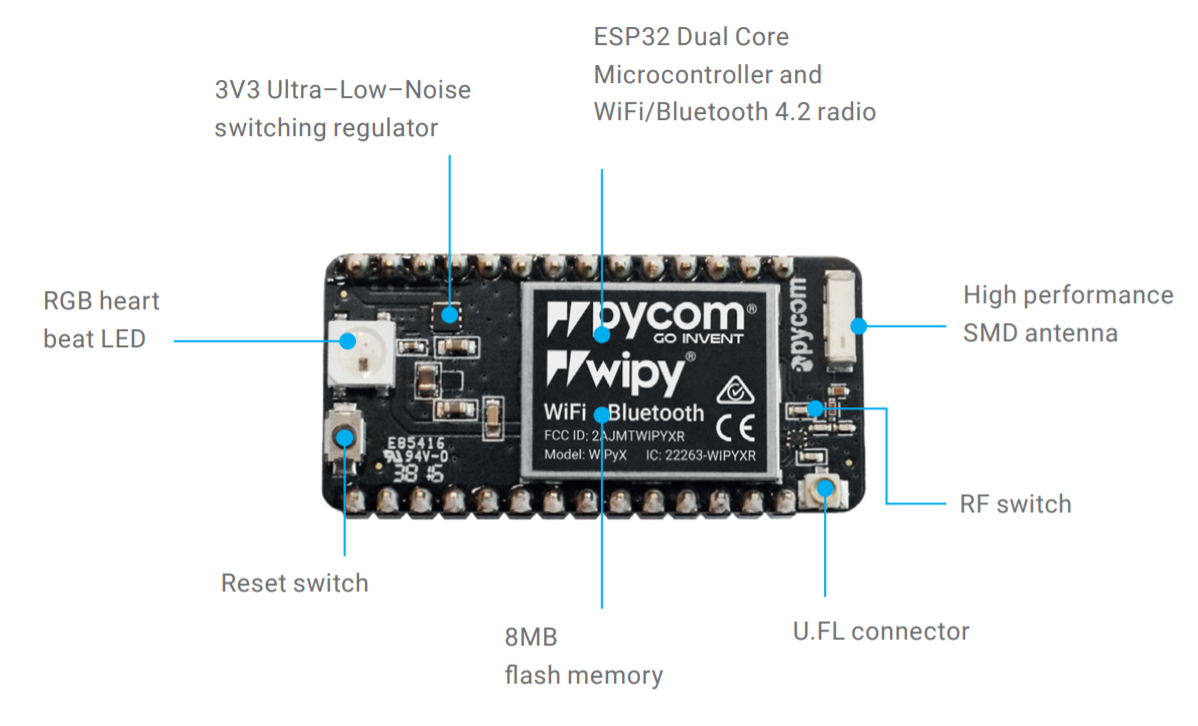 ESP32 Dual Core
Microcontroller and
WiFi/Bluetooth 4.2 radio
3V3 Ultra–Low–Noise
switching regulator
RGB heart
beat LED
High performance
SMD antenna
pycom®
GO INVENT
wipy®
WiFi Bluetooth
FCC ID: 2AJMTWIPYXR
Model: WiPyX IC: 22263-WIPYXR
CE
pycom
E85416
94V-0
38 16
RF switch
Reset switch
8MB
flash memory
U.FL connector